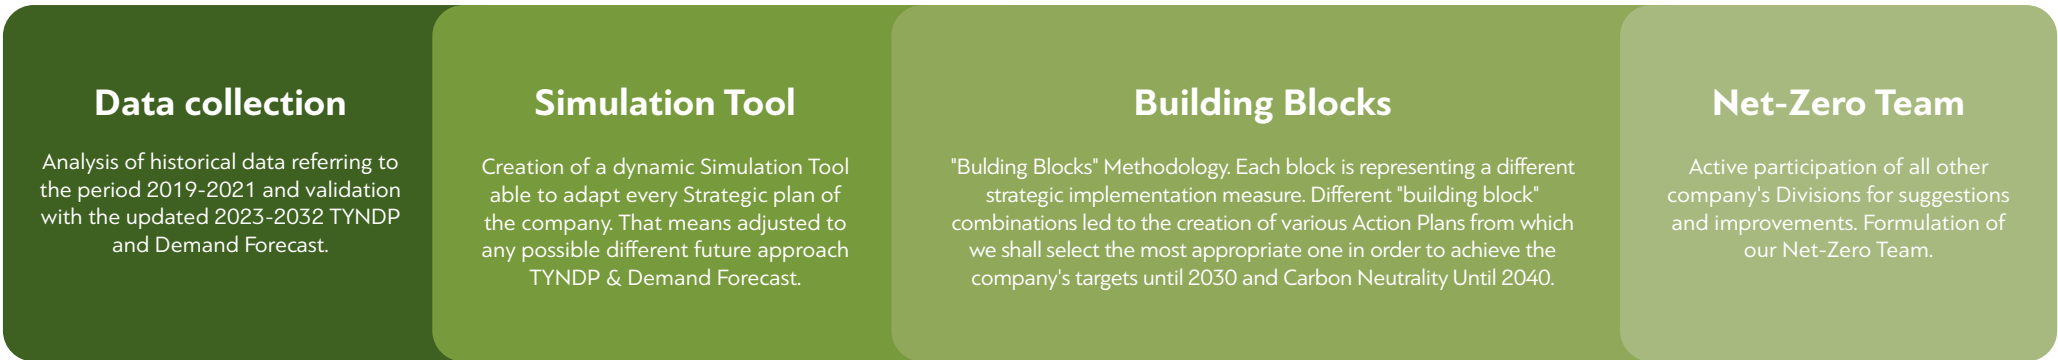 Data collection
Analysis of historical data referring to
the period 2019-2021 and validation
with the updated 2023-2032 TYNDP
and Demand Forecast.
Simulation Tool
Creation of a dynamic Simulation Tool
able to adapt every Strategic plan of
the company. That means adjusted to
any possible different future approach
TYNDP & Demand Forecast.
Building Blocks
"Bulding Blocks" Methodology. Each block is representing a different
strategic implementation measure. Different "building block"
combinations led to the creation of various Action Plans from which
we shall select the most appropriate one in order to achieve the
company's targets until 2030 and Carbon Neutrality Until 2040.
Net-Zero Team
Active participation of all other
company's Divisions for suggestions
and improvements. Formulation of
our Net-Zero Team.